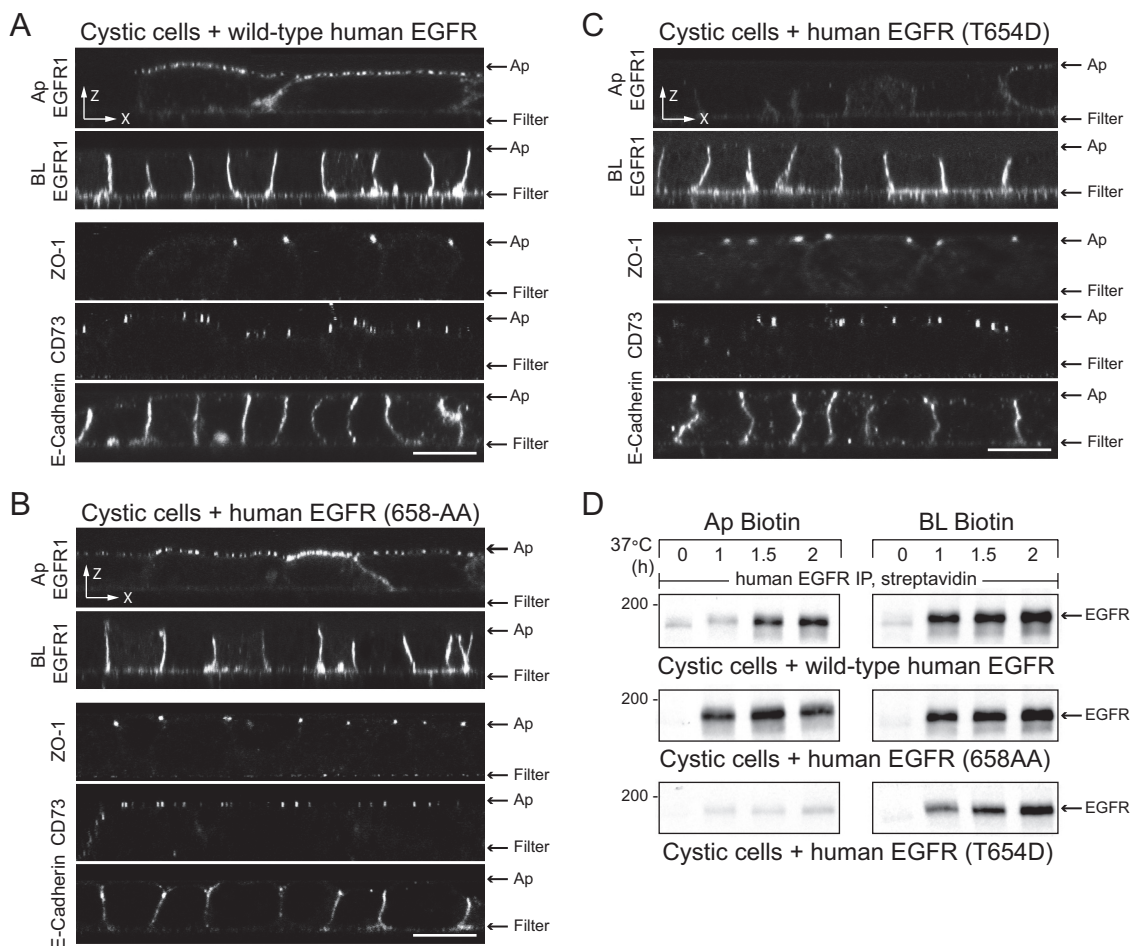 A
Cystic cells + wild-type human EGFR
Ap
EGFR1
Z
X
Ap
Filter
BL
EGFR1
Ap
Filter
ZO-1
Ap
Filter
CD73
Ap
Filter
E-Cadherin
Ap
Filter
B
Cystic cells + human EGFR (658-AA)
Ap
EGFR1
Z
X
Ap
Filter
BL
EGFR1
Ap
Filter
ZO-1
Ap
Filter
CD73
Ap
Filter
E-Cadherin
Ap
Filter
C
Cystic cells + human EGFR (T654D)
Ap
EGFR1
Z
X
Ap
Filter
BL
EGFR1
Ap
Filter
ZO-1
Ap
Filter
CD73
Ap
Filter
E-Cadherin
Ap
Filter
D
Ap Biotin BL Biotin
37°C
(h)
0 1 1.5 2 0 1 1.5 2
human EGFR IP, streptavidin
200 - EGFR
Cystic cells + wild-type human EGFR
200 - EGFR
Cystic cells + human EGFR (658AA)
200 - EGFR
Cystic cells + human EGFR (T654D)